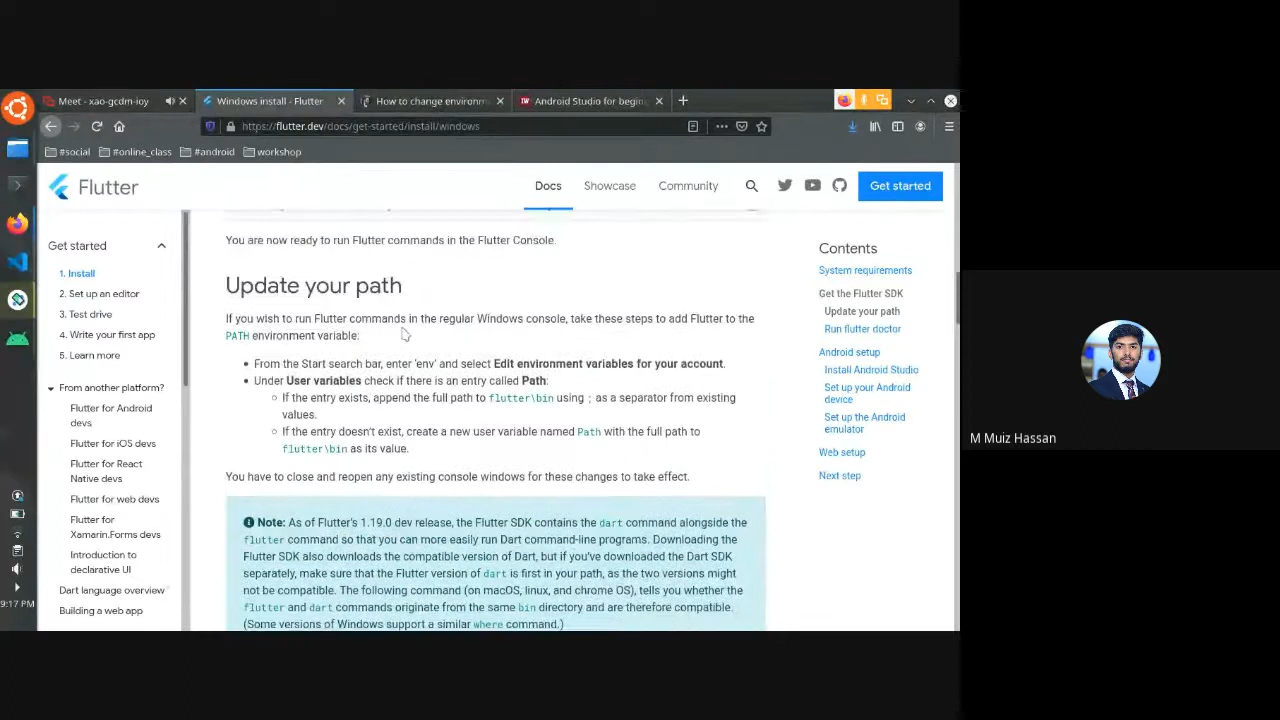 Meet - xao-gcdm-ioy
Windows install - Flutter
How to change environm
Android Studio for begin
https://flutter.dev/docs/get-started/install/windows
#social #online_class #android workshop
Flutter
Docs Showcase Community Get started
Get started
1. Install
2. Set up an editor
3. Test drive
4. Write your first app
5. Learn more
From another platform?
Flutter for Android
devs
Flutter for iOS devs
Flutter for React
Native devs
Flutter for web devs
Flutter for
Xamarin.Forms devs
Introduction to
declarative UI
Dart language overview
Building a web app
You are now ready to run Flutter commands in the Flutter Console.
Update your path
If you wish to run Flutter commands in the regular Windows console, take these steps to add Flutter to the
PATH environment variable:
From the Start search bar, enter 'env' and select Edit environment variables for your account.
Under User variables check if there is an entry called Path:
If the entry exists, append the full path to flutter\bin using ; as a separator from existing
values.
If the entry doesn't exist, create a new user variable named Path with the full path to
flutter\bin as its value.
You have to close and reopen any existing console windows for these changes to take effect.
Note: As of Flutter's 1.19.0 dev release, the Flutter SDK contains the dart command alongside the
flutter command so that you can more easily run Dart command-line programs. Downloading the
Flutter SDK also downloads the compatible version of Dart, but if you've downloaded the Dart SDK
separately, make sure that the Flutter version of dart is first in your path, as the two versions might
not be compatible. The following command (on macOS, linux, and chrome OS), tells you whether the
flutter and dart commands originate from the same bin directory and are therefore compatible.
(Some versions of Windows support a similar where command.)
Contents
System requirements
Get the Flutter SDK
Update your path
Run flutter doctor
Android setup
Install Android Studio
Set up your Android
device
Set up the Android
emulator
Web setup
Next step
9:17 PM
M Muiz Hassan